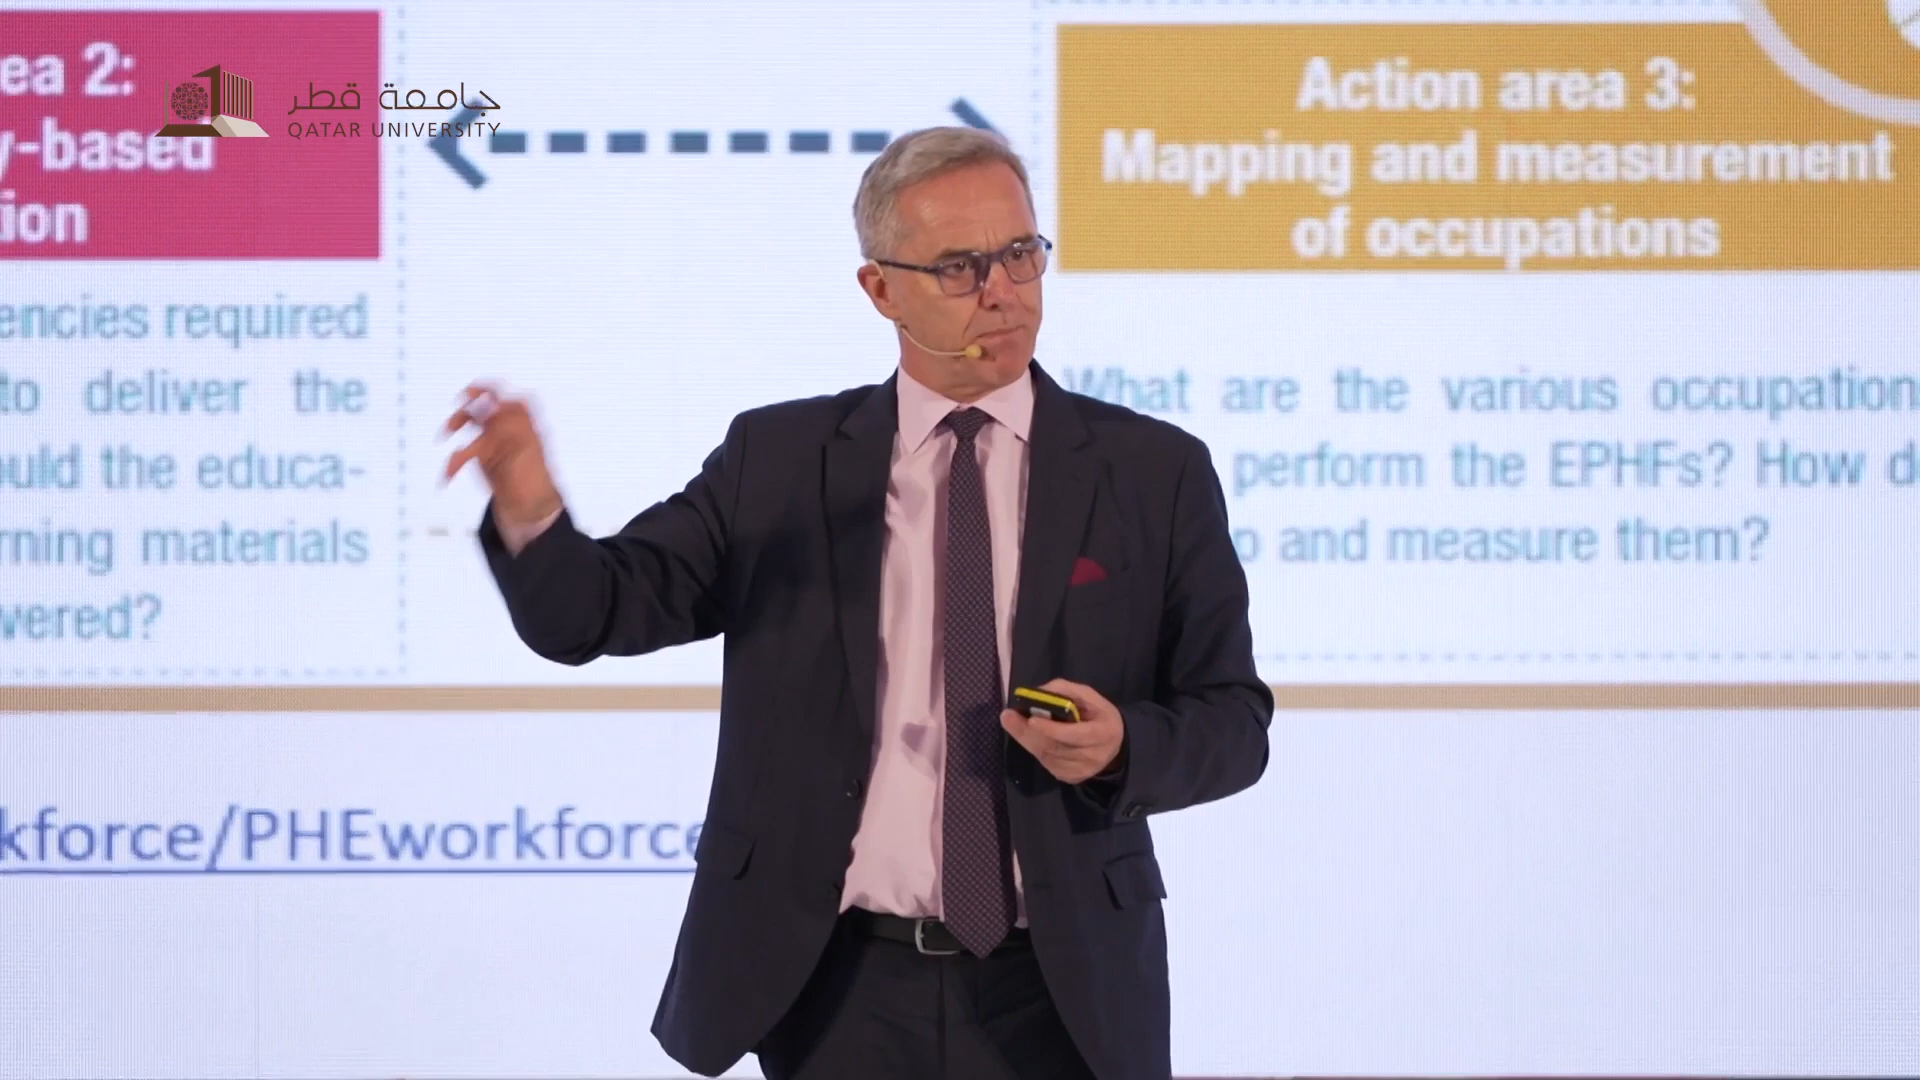 ea 2:
y-based
tion
جامعة قطر
QATAR UNIVERSITY
encies required
to deliver the
ould the educa-
rning materials
vered?
Action area 3:
Mapping and measurement
of occupations
What are the various occupation
perform the EPHFs? How d
and measure them?
kforce/PHEworkforce